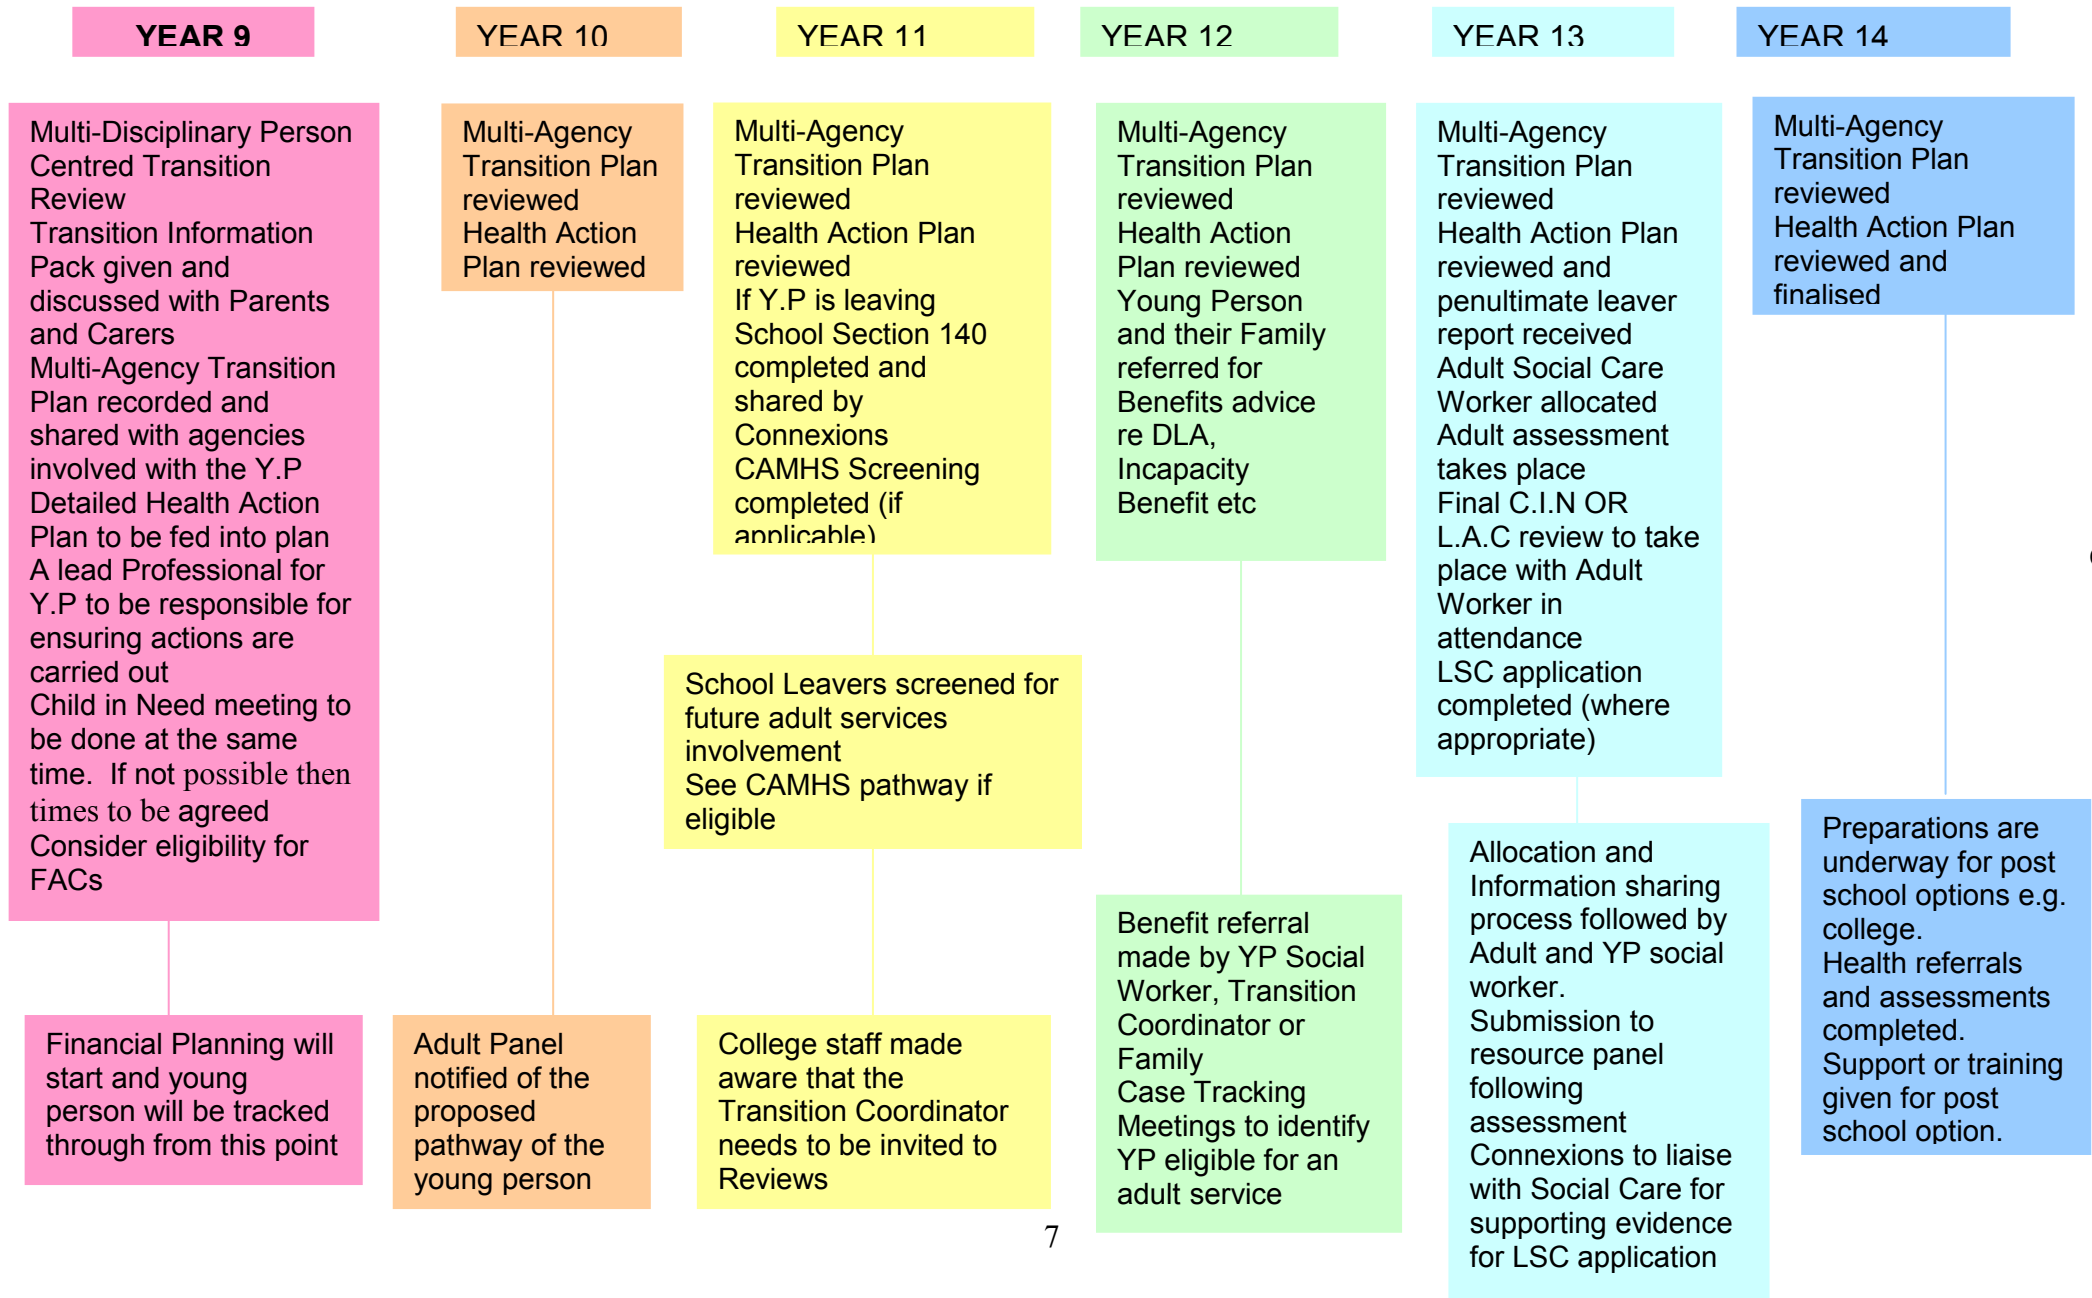 YEAR 9
YEAR 10
YEAR 11
YEAR 12
YEAR 13
YEAR 14
Multi-Disciplinary Person
Centred Transition
Review
Transition Information
Pack given and
discussed with Parents
and Carers
Multi-Agency Transition
Plan recorded and
shared with agencies
involved with the Y.P
Detailed Health Action
Plan to be fed into plan
A lead Professional for
Y.P to be responsible for
ensuring actions are
carried out
Child in Need meeting to
be done at the same
time.  If not possible then
times to be agreed
Consider eligibility for
FACs
Financial Planning will
start and young
person will be tracked
through from this point
Multi-Agency
Transition Plan
reviewed
Health Action
Plan reviewed
Adult Panel
notified of the
proposed
pathway of the
young person
Multi-Agency
Transition Plan
reviewed
Health Action Plan
reviewed
If Y.P is leaving
School Section 140
completed and
shared by
Connexions
CAMHS Screening
completed (if
applicable)
School Leavers screened for
future adult services
involvement
See CAMHS pathway if
eligible
College staff made
aware that the
Transition Coordinator
needs to be invited to
Reviews
Multi-Agency
Transition Plan
reviewed
Health Action
Plan reviewed
Young Person
and their Family
referred for
Benefits advice
re DLA,
Incapacity
Benefit etc
Benefit referral
made by YP Social
Worker, Transition
Coordinator or
Family
Case Tracking
Meetings to identify
YP eligible for an
adult service
Multi-Agency
Transition Plan
reviewed
Health Action Plan
reviewed and
penultimate leaver
report received
Adult Social Care
Worker allocated
Adult assessment
takes place
Final C.I.N OR
L.A.C review to take
place with Adult
Worker in
attendance
LSC application
completed (where
appropriate)
Allocation and
Information sharing
process followed by
Adult and YP social
worker.
Submission to
resource panel
following
assessment
Connexions to liaise
with Social Care for
supporting evidence
for LSC application
Multi-Agency
Transition Plan
reviewed
Health Action Plan
reviewed and
finalised
Preparations are
underway for post
school options e.g.
college.
Health referrals
and assessments
completed.
Support or training
given for post
school option.
7